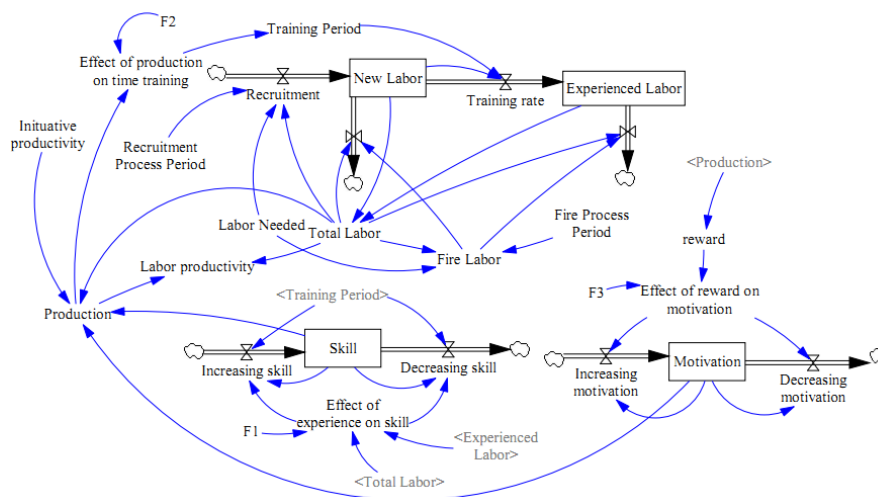 F2
Training Period
Effect of production
on time training
New Labor
Recruitment
Training rate
Experienced Labor
Inituative
productivity
Recruitment
Process Period
<Production>
Labor Needed
Total Labor
Fire Process
Period
reward
Labor productivity
Fire Labor
F3
Effect of reward on
motivation
<Training Period>
Production
Skill
Increasing skill
Decreasing skill
Motivation
Increasing
motivation
Decreasing
motivation
Effect of
experience on skill
F1
<Experienced
Labor>
<Total Labor>